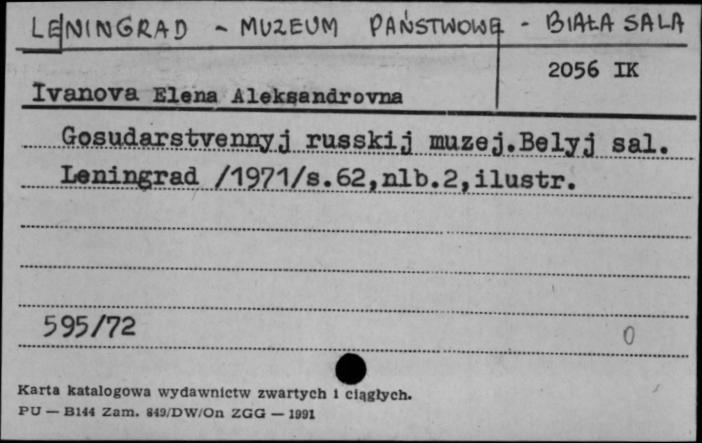 LENINGRAD - MUZEUM PAŃSTWOWE - BIAŁA SALA
2056 IK
Ivanova Elena Aleksandrovna
Gosudarstvennyj russkij muzej.Belyj sal.
Leningrad /1971/s.62,nlb.2,ilustr.
595/72
0
Karta katalogowa wydawnictw zwartych i ciągłych.
PU — B144 Zam. 849/DW/On ZGG — 1991